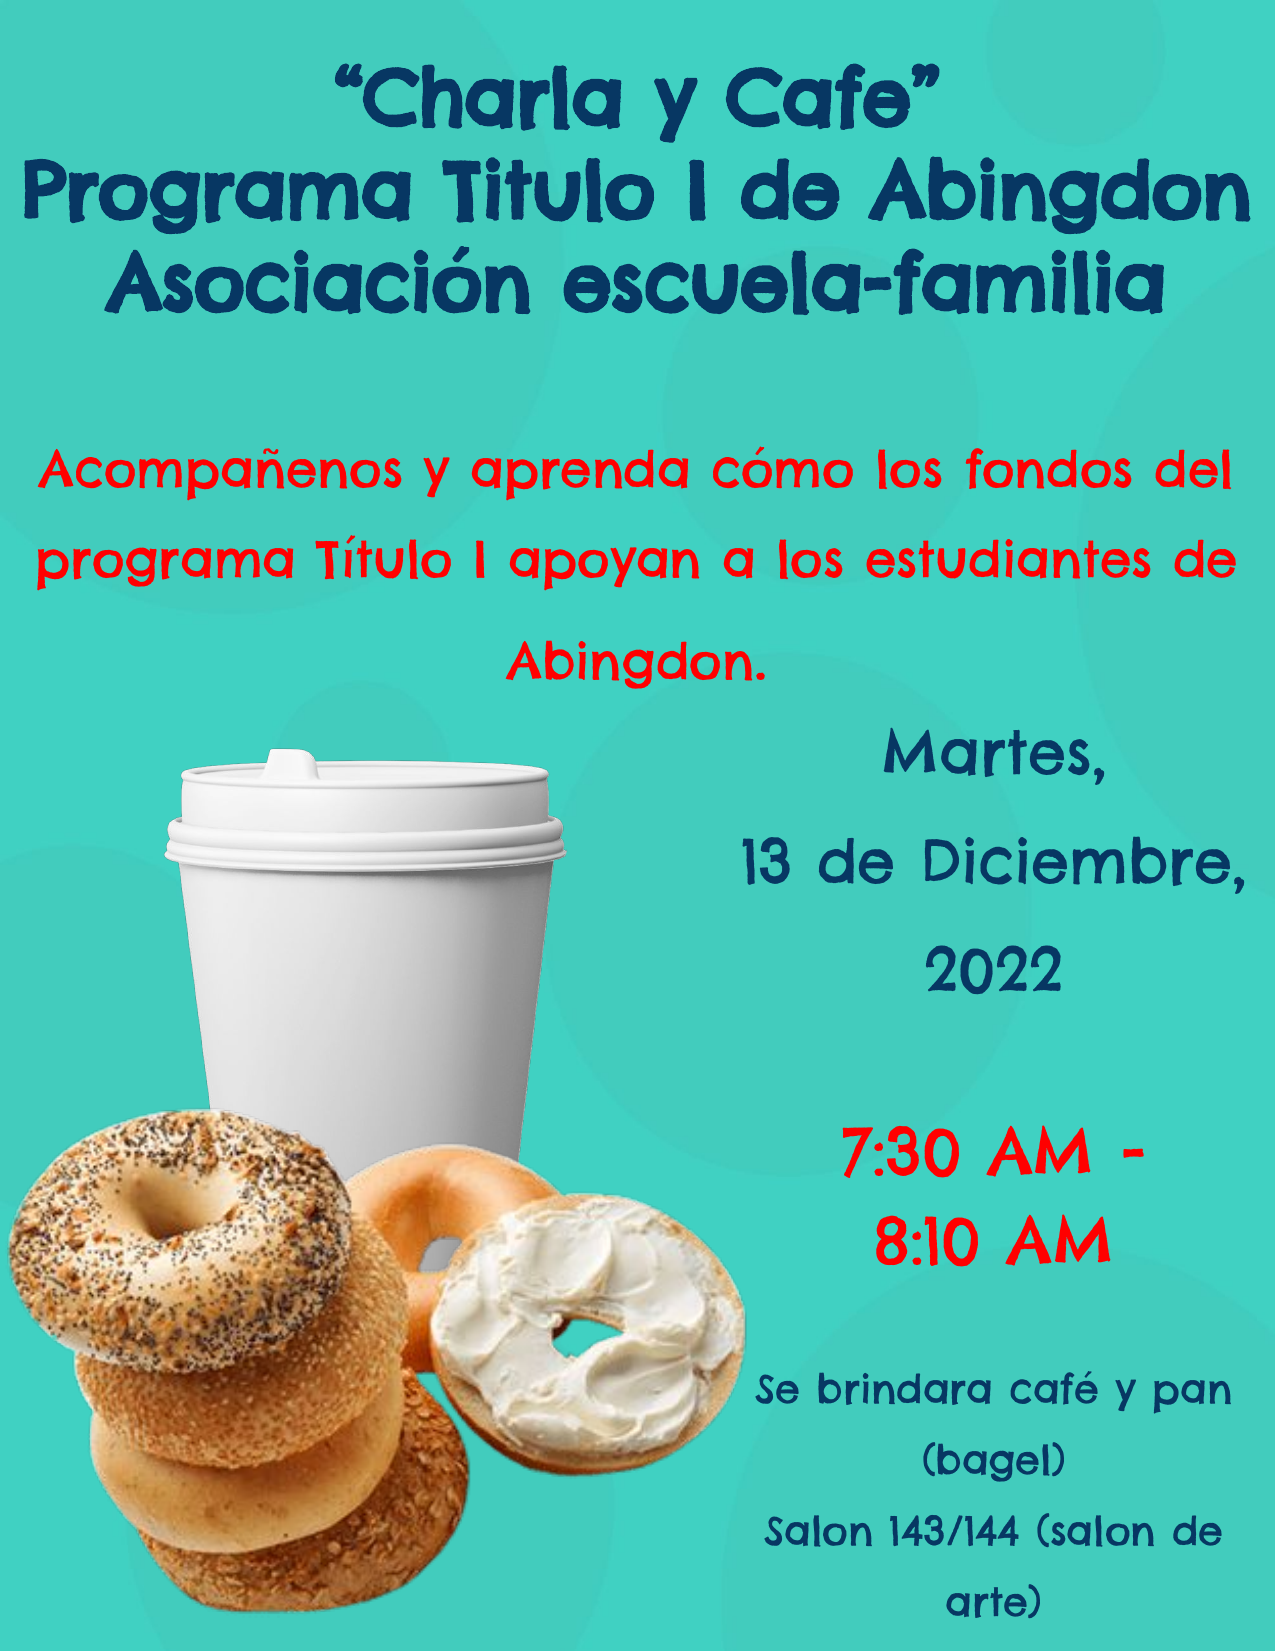 “Charla y Cafe”
Programa Titulo I de Abingdon
Asociación escuela-familia
Acompañenos y aprenda cómo los fondos del
programa Título I apoyan a los estudiantes de
Abingdon.
Martes,
13 de Diciembre,
2022
7:30 AM -
8:10 AM
Se brindara café y pan
(bagel)
Salon 143/144 (salon de
arte)